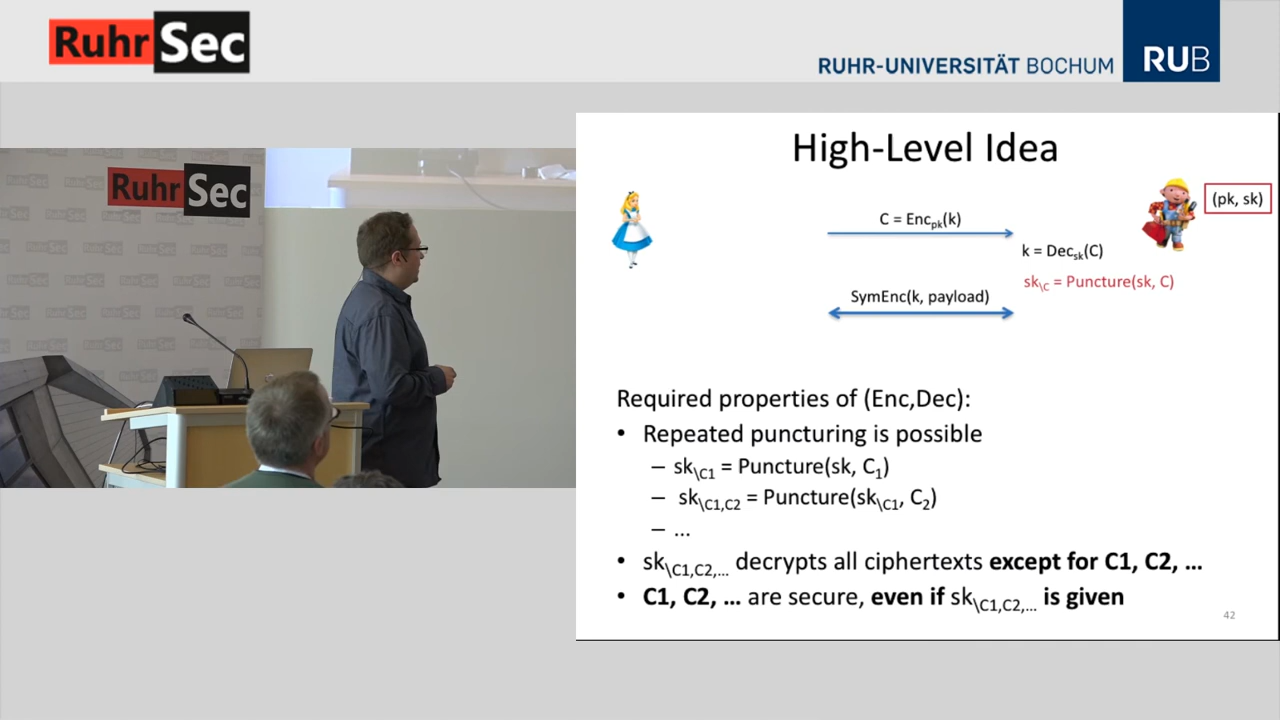 RuhrSec
RUHR-UNIVERSITÄT BOCHUM RUB
RuhrSec
High-Level Idea
(pk, sk)
C = Enc_pk(k)
k = Dec_sk(C)
sk_\C = Puncture(sk, C)
SymEnc(k, payload)
Required properties of (Enc,Dec):
• Repeated puncturing is possible
– sk_\C1 = Puncture(sk, C_1)
– sk_\C1,C2 = Puncture(sk_\C1, C_2)
– ...
• sk_\C1,C2,... decrypts all ciphertexts except for C1, C2, ...
• C1, C2, ... are secure, even if sk_\C1,C2,... is given
42